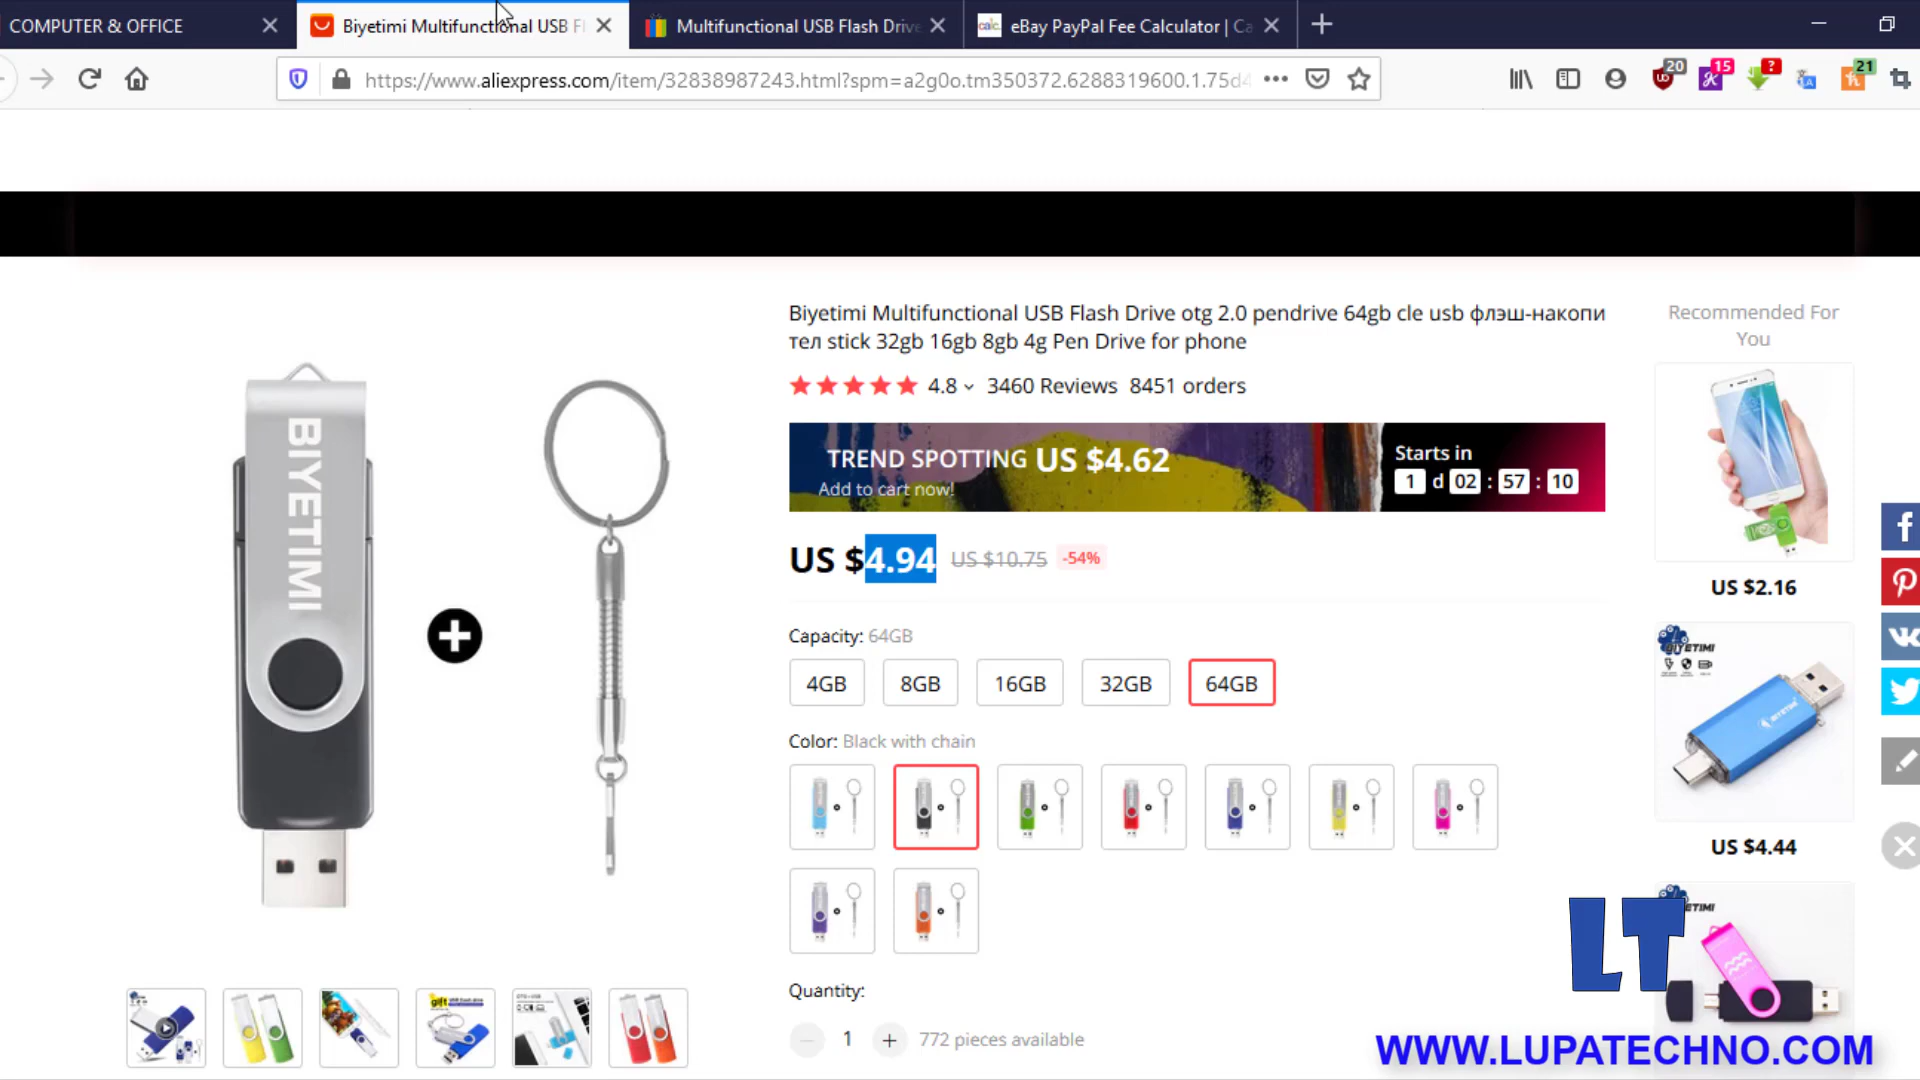 COMPUTER & OFFICE
Biyetimi Multifunctional USB Fl
Multifunctional USB Flash Drive
eBay PayPal Fee Calculator | Ca
https://www.aliexpress.com/item/32838987243.html?spm=a2g0o.tm350372.6288319600.1.75d4
20
15
?
21
Biyetimi Multifunctional USB Flash Drive otg 2.0 pendrive 64gb cle usb флэш-накопи
тел stick 32gb 16gb 8gb 4g Pen Drive for phone
4.8 3460 Reviews 8451 orders
TREND SPOTTING US $4.62
Add to cart now!
Starts in
1 d 02 : 57 : 10
US $4.94 US $10.75 -54%
Capacity: 64GB
4GB 8GB 16GB 32GB 64GB
Color: Black with chain
Quantity:
1 772 pieces available
BIYETIMI
Recommended For
You
US $2.16
BIYETIMI
US $4.44
LT
WWW.LUPATECHNO.COM